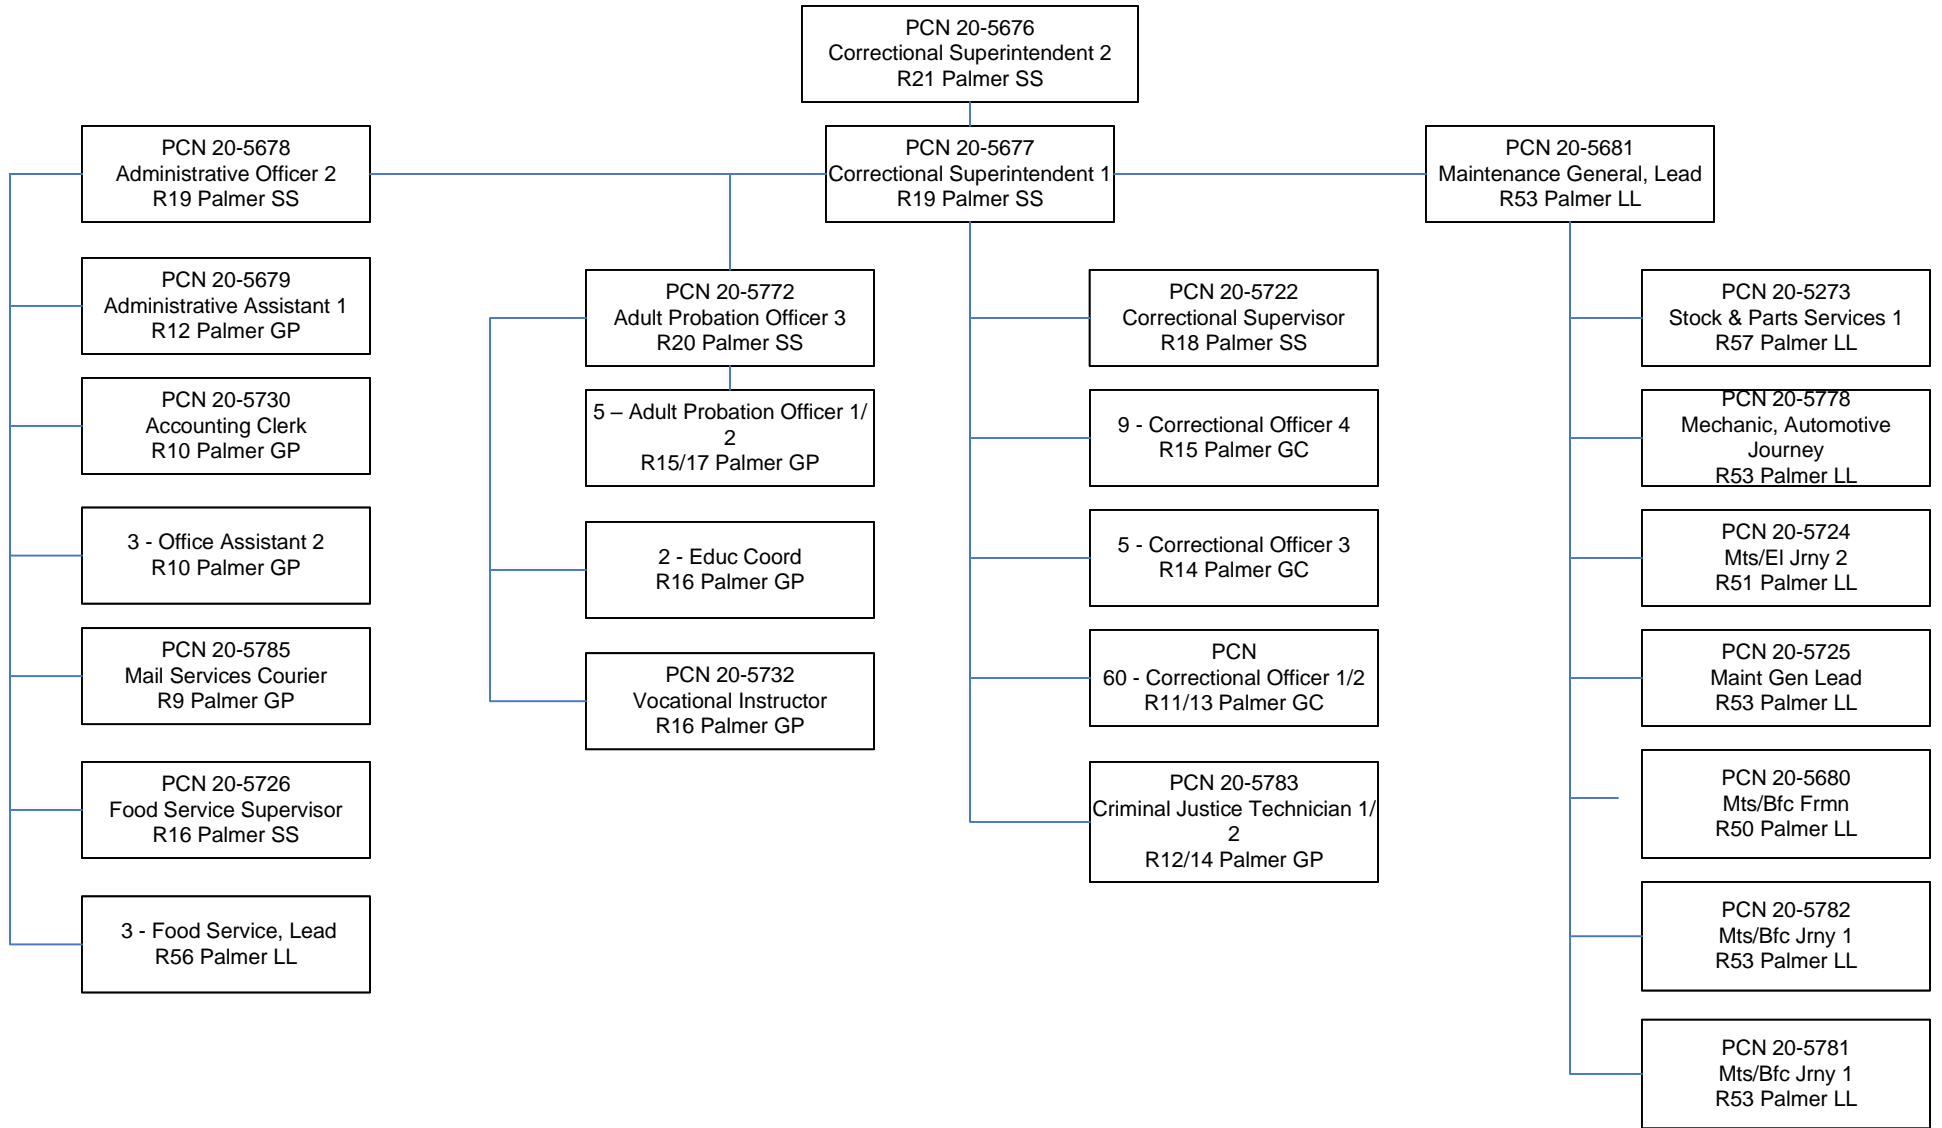 PCN 20-5676
Correctional Superintendent 2
R21 Palmer SS
PCN 20-5678
Administrative Officer 2
R19 Palmer SS
PCN 20-5677
Correctional Superintendent 1
R19 Palmer SS
PCN 20-5681
Maintenance General, Lead
R53 Palmer LL
PCN 20-5679
Administrative Assistant 1
R12 Palmer GP
PCN 20-5730
Accounting Clerk
R10 Palmer GP
3 - Office Assistant 2
R10 Palmer GP
PCN 20-5785
Mail Services Courier
R9 Palmer GP
PCN 20-5726
Food Service Supervisor
R16 Palmer SS
3 - Food Service, Lead
R56 Palmer LL
PCN 20-5772
Adult Probation Officer 3
R20 Palmer SS
5 – Adult Probation Officer 1/
2
R15/17 Palmer GP
2 - Educ Coord
R16 Palmer GP
PCN 20-5732
Vocational Instructor
R16 Palmer GP
PCN 20-5722
Correctional Supervisor
R18 Palmer SS
9 - Correctional Officer 4
R15 Palmer GC
5 - Correctional Officer 3
R14 Palmer GC
PCN
60 - Correctional Officer 1/2
R11/13 Palmer GC
PCN 20-5783
Criminal Justice Technician 1/
2
R12/14 Palmer GP
PCN 20-5273
Stock & Parts Services 1
R57 Palmer LL
PCN 20-5778
Mechanic, Automotive
Journey
R53 Palmer LL
PCN 20-5724
Mts/El Jrny 2
R51 Palmer LL
PCN 20-5725
Maint Gen Lead
R53 Palmer LL
PCN 20-5680
Mts/Bfc Frmn
R50 Palmer LL
PCN 20-5782
Mts/Bfc Jrny 1
R53 Palmer LL
PCN 20-5781
Mts/Bfc Jrny 1
R53 Palmer LL